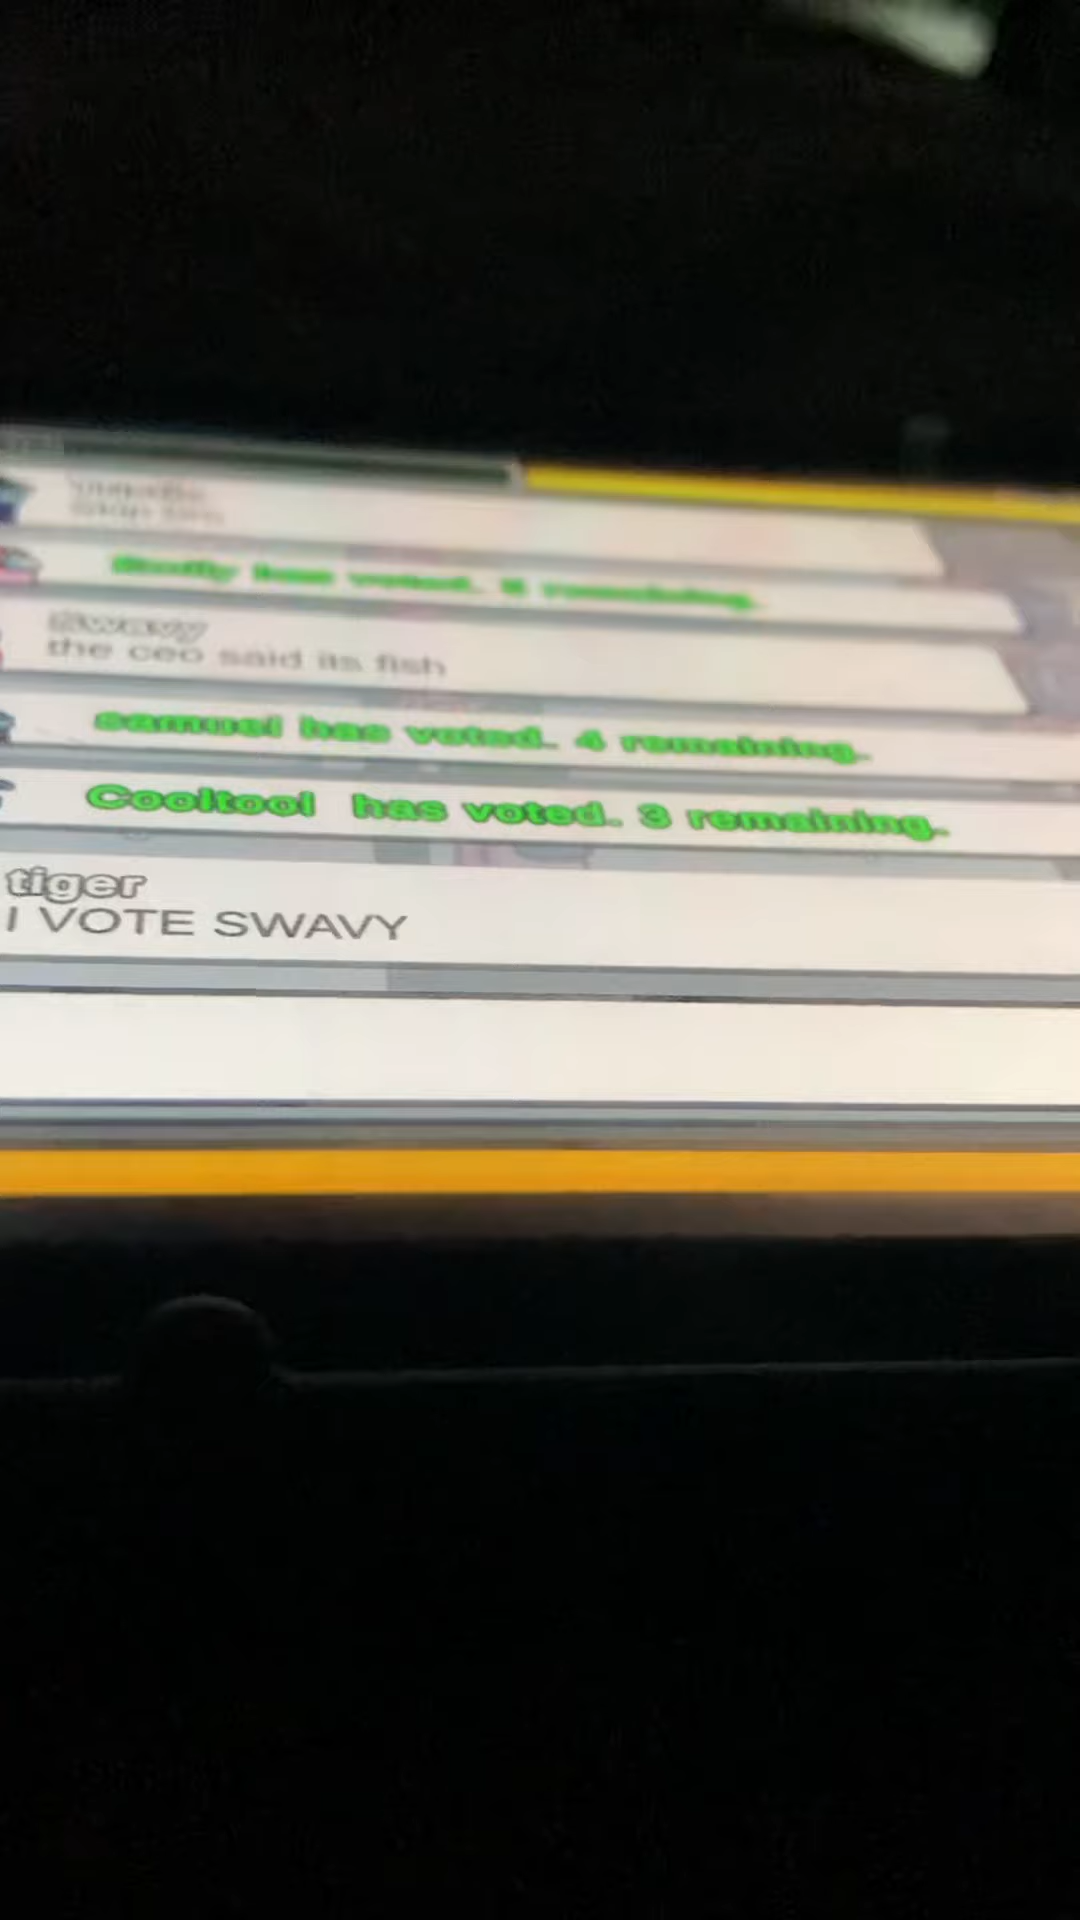 Swavy
the ceo said its fish
samuel has voted. 4 remaining.
Cooltool has voted. 3 remaining.
tiger
I VOTE SWAVY
has voted. remaining.